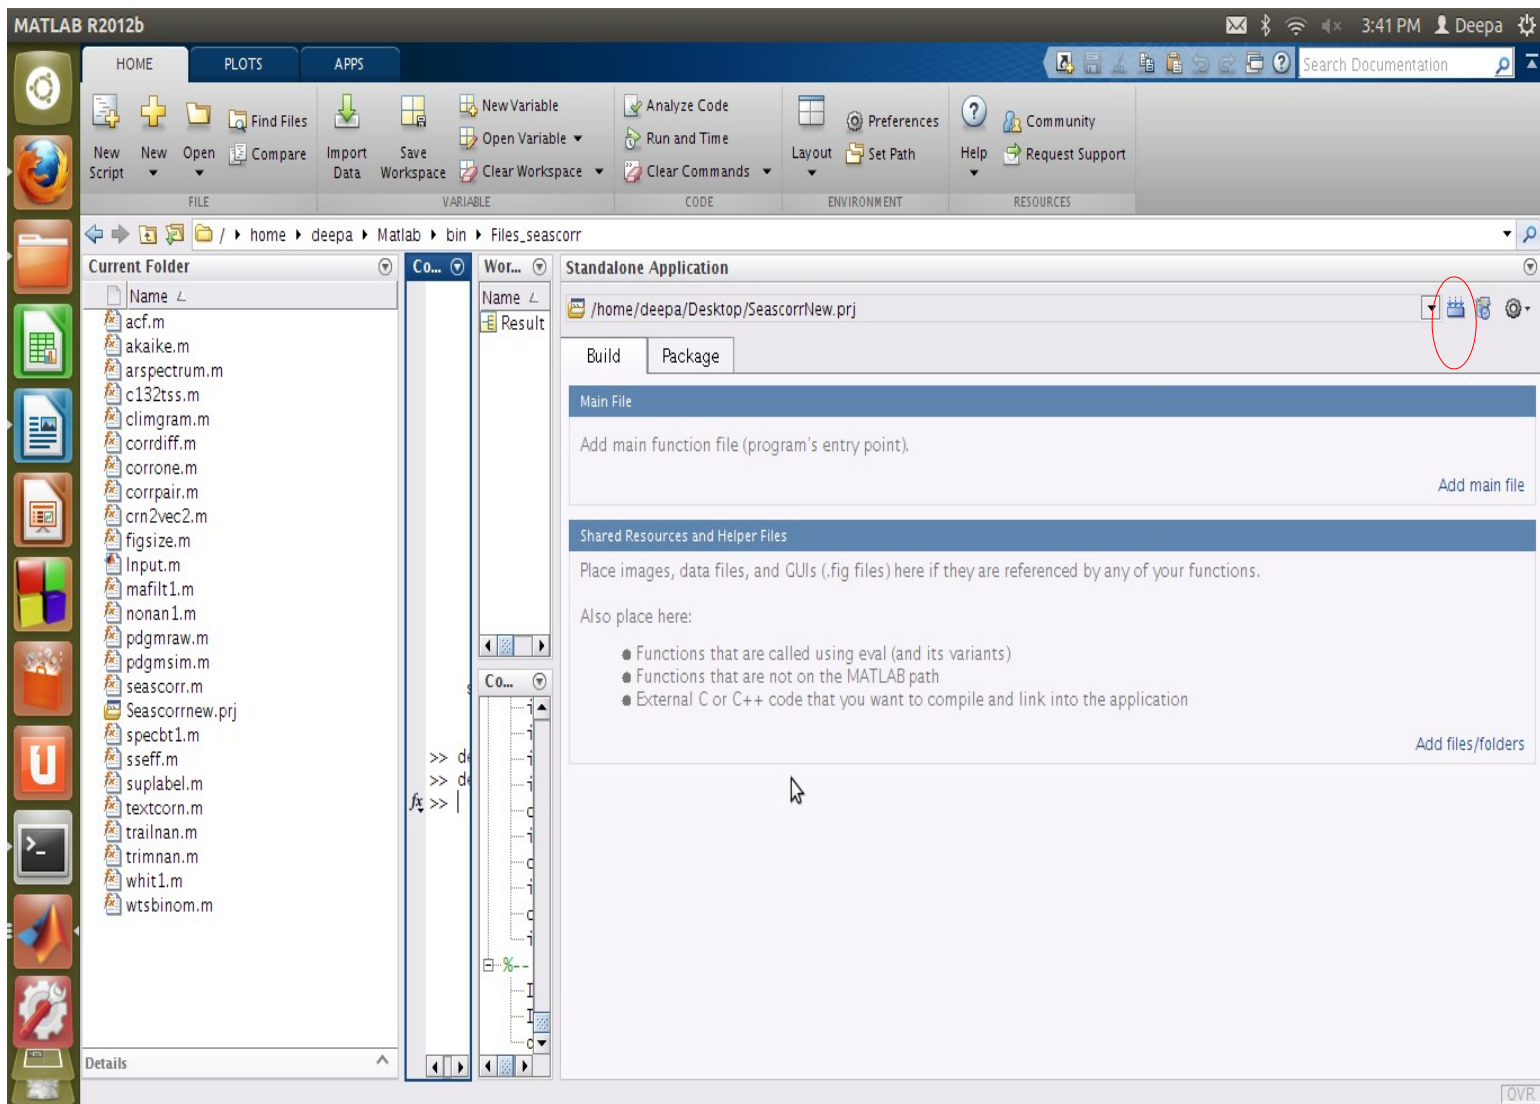 MATLAB R2012b
3:41 PM Deepa
HOME PLOTS APPS
Search Documentation
New Script
New
Open
Find Files
Compare
Import Data
Save Workspace
New Variable
Open Variable
Clear Workspace
Analyze Code
Run and Time
Clear Commands
Layout
Preferences
Set Path
Help
Community
Request Support
FILE VARIABLE CODE ENVIRONMENT RESOURCES
/ home deepa Matlab bin Files_seascorr
Current Folder
Name
acf.m
akaike.m
arspectrum.m
c132tss.m
climgram.m
corrdiff.m
corrone.m
corrpair.m
crn2vec2.m
figsize.m
Input.m
mafilt1.m
nonan1.m
pdgmraw.m
pdgmsim.m
seascorr.m
Seascorrnew.prj
specbt1.m
sseff.m
suplabel.m
textcorn.m
trailnan.m
trimnan.m
whit1.m
wtsbinom.m
Details
Co...
>> de
>> de
fx >>
Wor...
Name
Result
Co...
%--
Standalone Application
/home/deepa/Desktop/SeascorrNew.prj
Build Package
Main File
Add main function file (program's entry point).
Add main file
Shared Resources and Helper Files
Place images, data files, and GUIs (.fig files) here if they are referenced by any of your functions.
Also place here:
Functions that are called using eval (and its variants)
Functions that are not on the MATLAB path
External C or C++ code that you want to compile and link into the application
Add files/folders
OVR